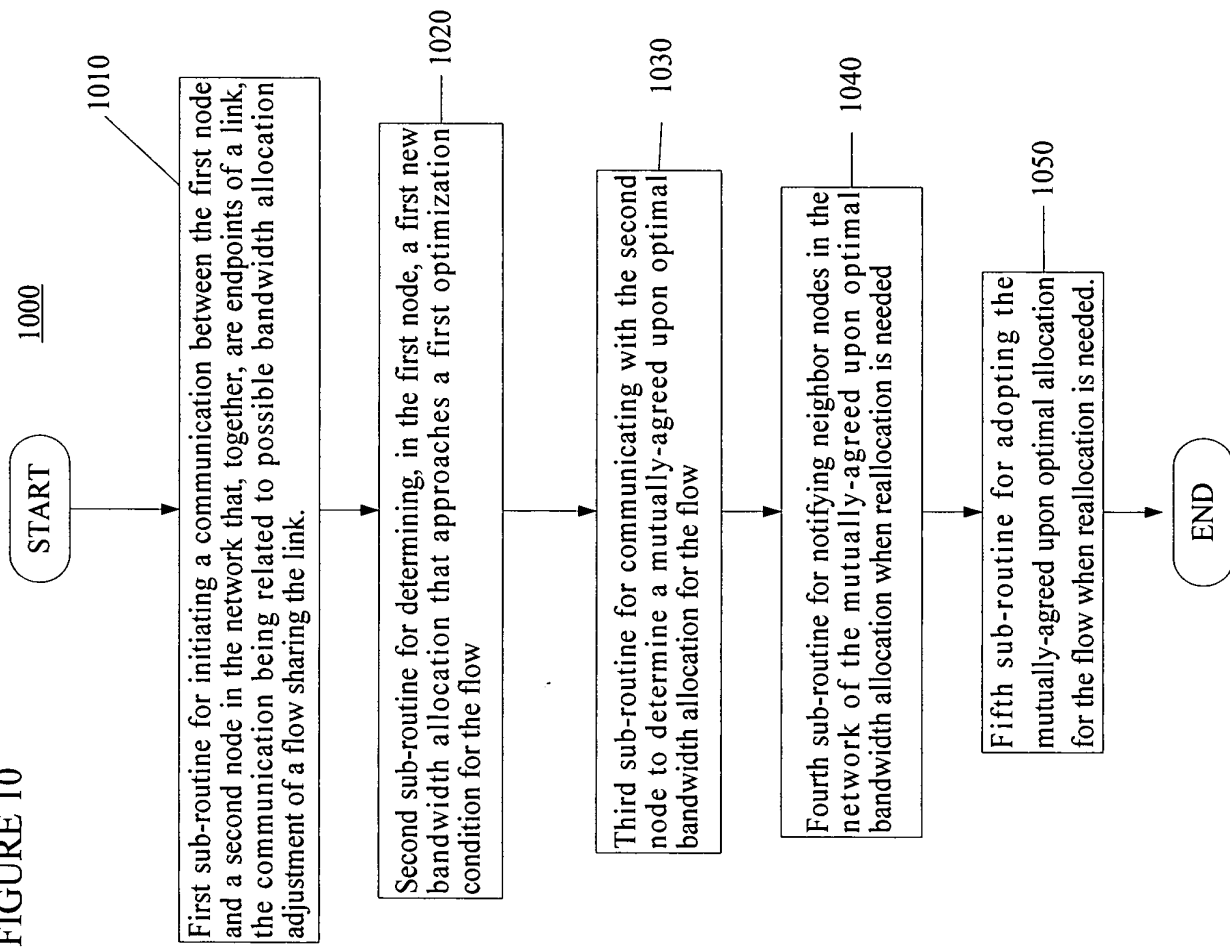 FIGURE 10
1000
START
1010
First sub-routine for initiating a communication between the first node
and a second node in the network that, together, are endpoints of a link,
the communication being related to possible bandwidth allocation
adjustment of a flow sharing the link.
1020
Second sub-routine for determining, in the first node, a first new
bandwidth allocation that approaches a first optimization
condition for the flow
1030
Third sub-routine for communicating with the second
node to determine a mutually-agreed upon optimal
bandwidth allocation for the flow
1040
Fourth sub-routine for notifying neighbor nodes in the
network of the mutually-agreed upon optimal
bandwidth allocation when reallocation is needed
1050
Fifth sub-routine for adopting the
mutually-agreed upon optimal allocation
for the flow when reallocation is needed.
END